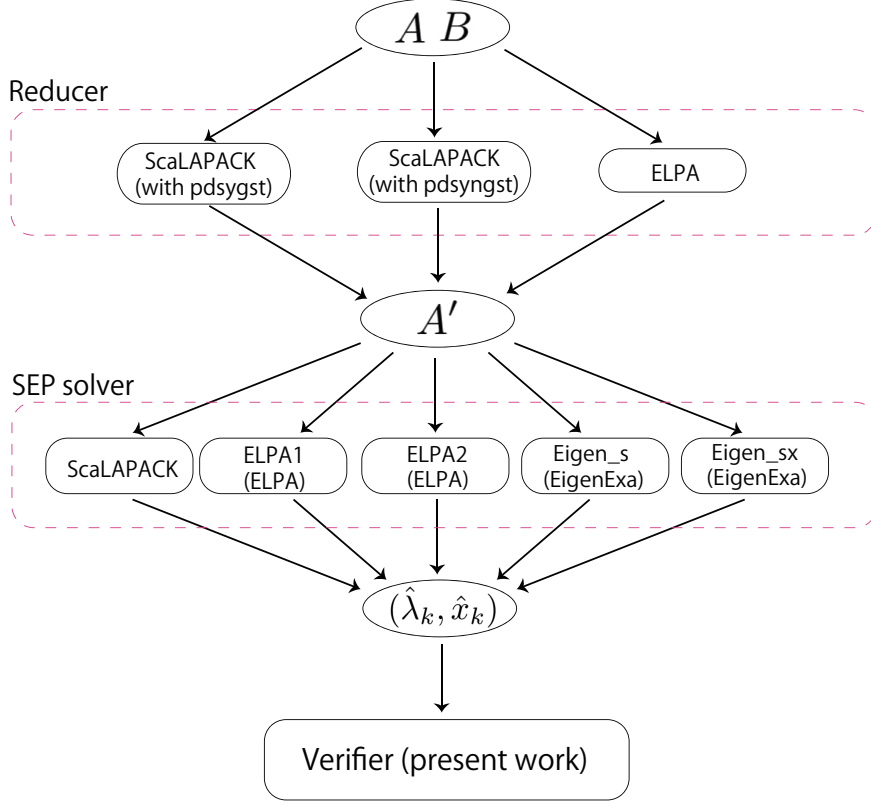 A B
Reducer
ScaLAPACK
(with pdsygst)
ScaLAPACK
(with pdsyngst)
ELPA
A′
SEP solver
ScaLAPACK
ELPA1
(ELPA)
ELPA2
(ELPA)
Eigen_s
(EigenExa)
Eigen_sx
(EigenExa)
(λ̂ₖ, x̂ₖ)
Verifier (present work)